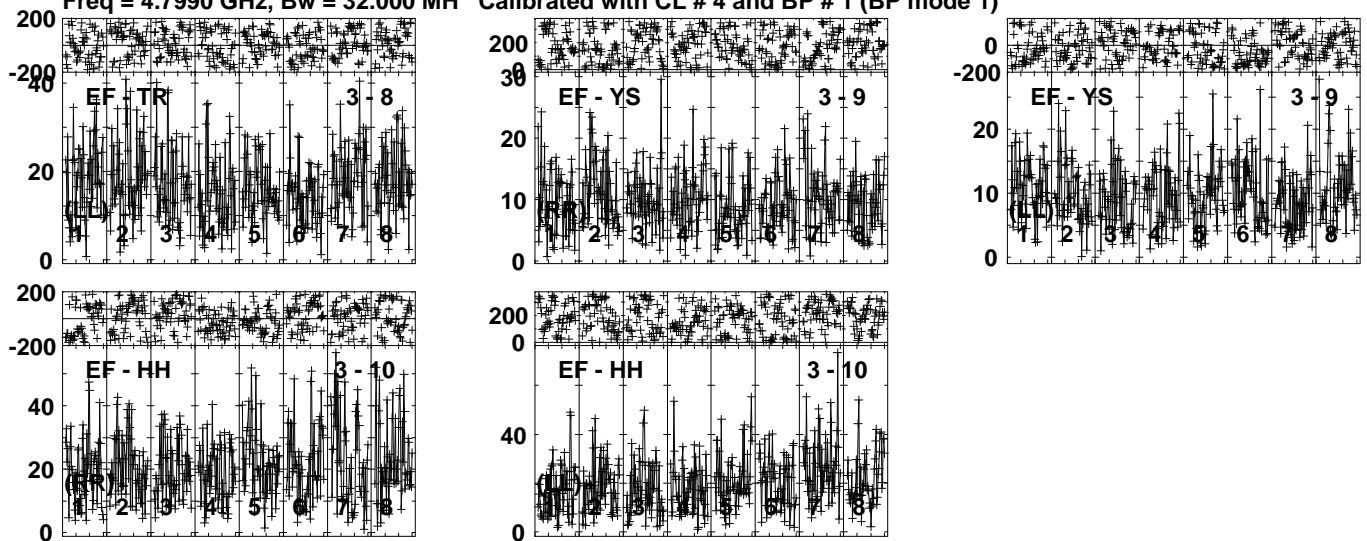 Freq = 4.7990 GHz, Bw = 32.000 MH Calibrated with CL # 4 and BP # 1 (BP mode 1)
200
-200
40
20
0
EF - TR
3 - 8
(LL)
1 2 3 4 5 6 7 8
200
0
30
20
10
0
EF - YS
3 - 9
(RR)
1 2 3 4 5 6 7 8
0
-200
20
10
0
EF - YS
3 - 9
(LL)
1 2 3 4 5 6 7 8
200
-200
40
20
0
EF - HH
3 - 10
(RR)
1 2 3 4 5 6 7 8
200
0
40
0
EF - HH
3 - 10
(LL)
1 2 3 4 5 6 7 8